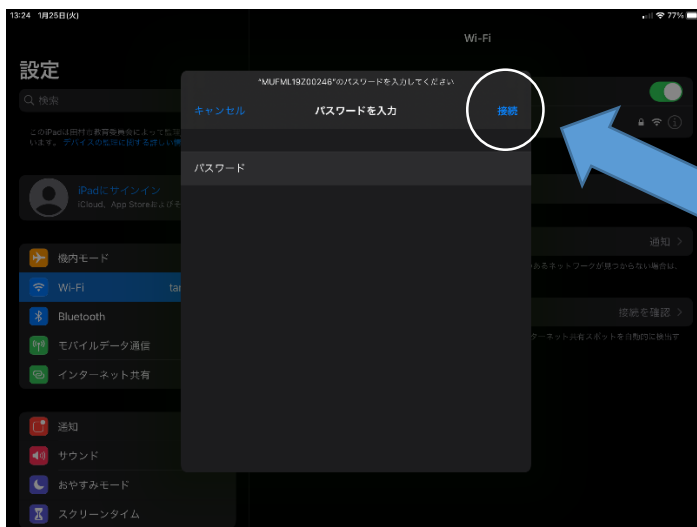 13:24 1月25日(火)
77%
Wi-Fi
設定
検索
"MUFML19Z00246"のパスワードを入力してください
キャンセル
パスワードを入力
接続
このiPadは田村市教育委員会によって監理
います。デバイスの監理に関する詳しい情
パスワード
iPadにサインイン
iCloud、App Storeおよびそ
機内モード
Wi-Fi
Bluetooth
モバイルデータ通信
インターネット共有
通知
サウンド
おやすみモード
スクリーンタイム
通知
あるネットワークが見つからない場合は、
接続を確認
ターネット共有スポットを自動的に検出す